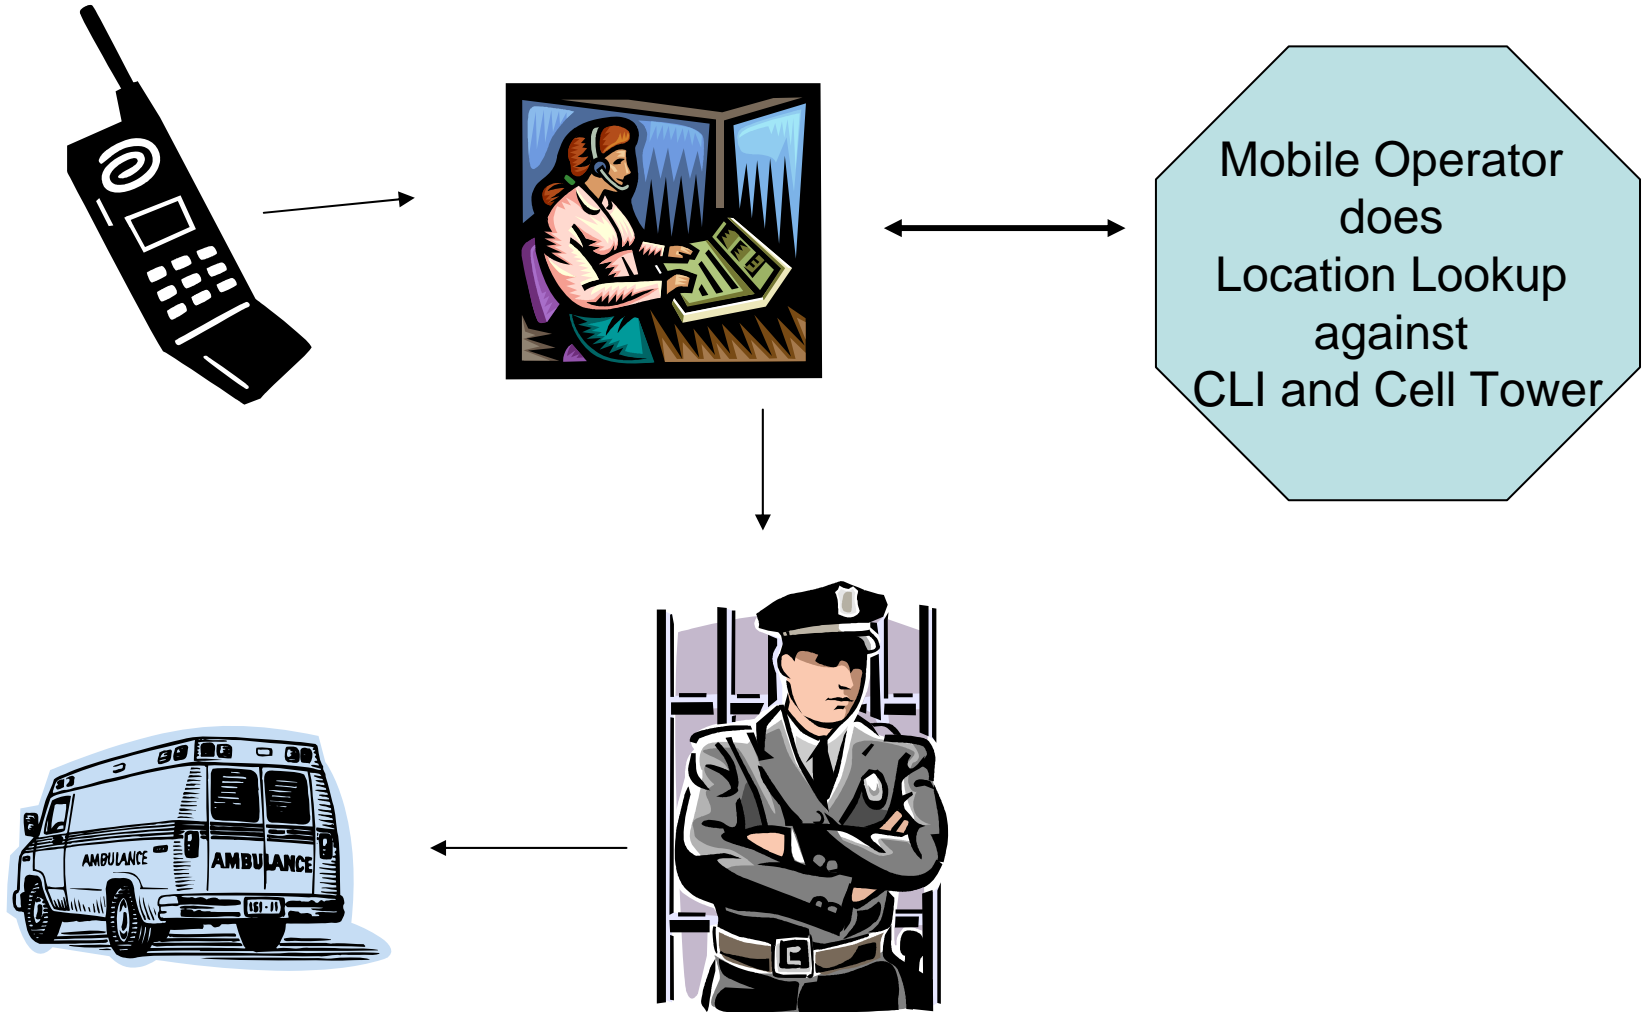 Mobile Operator
does
Location Lookup
against
CLI and Cell Tower
AMBULANCE
AMBULANCE